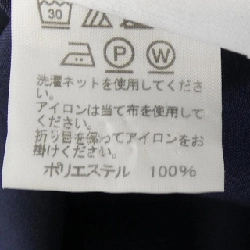 30
P W
洗濯ネットを使用してくださ
い。
アイロンは当て布を使用してく
ださい。
折り目を保ってアイロンをお
掛けください。
ポリエステル 100%